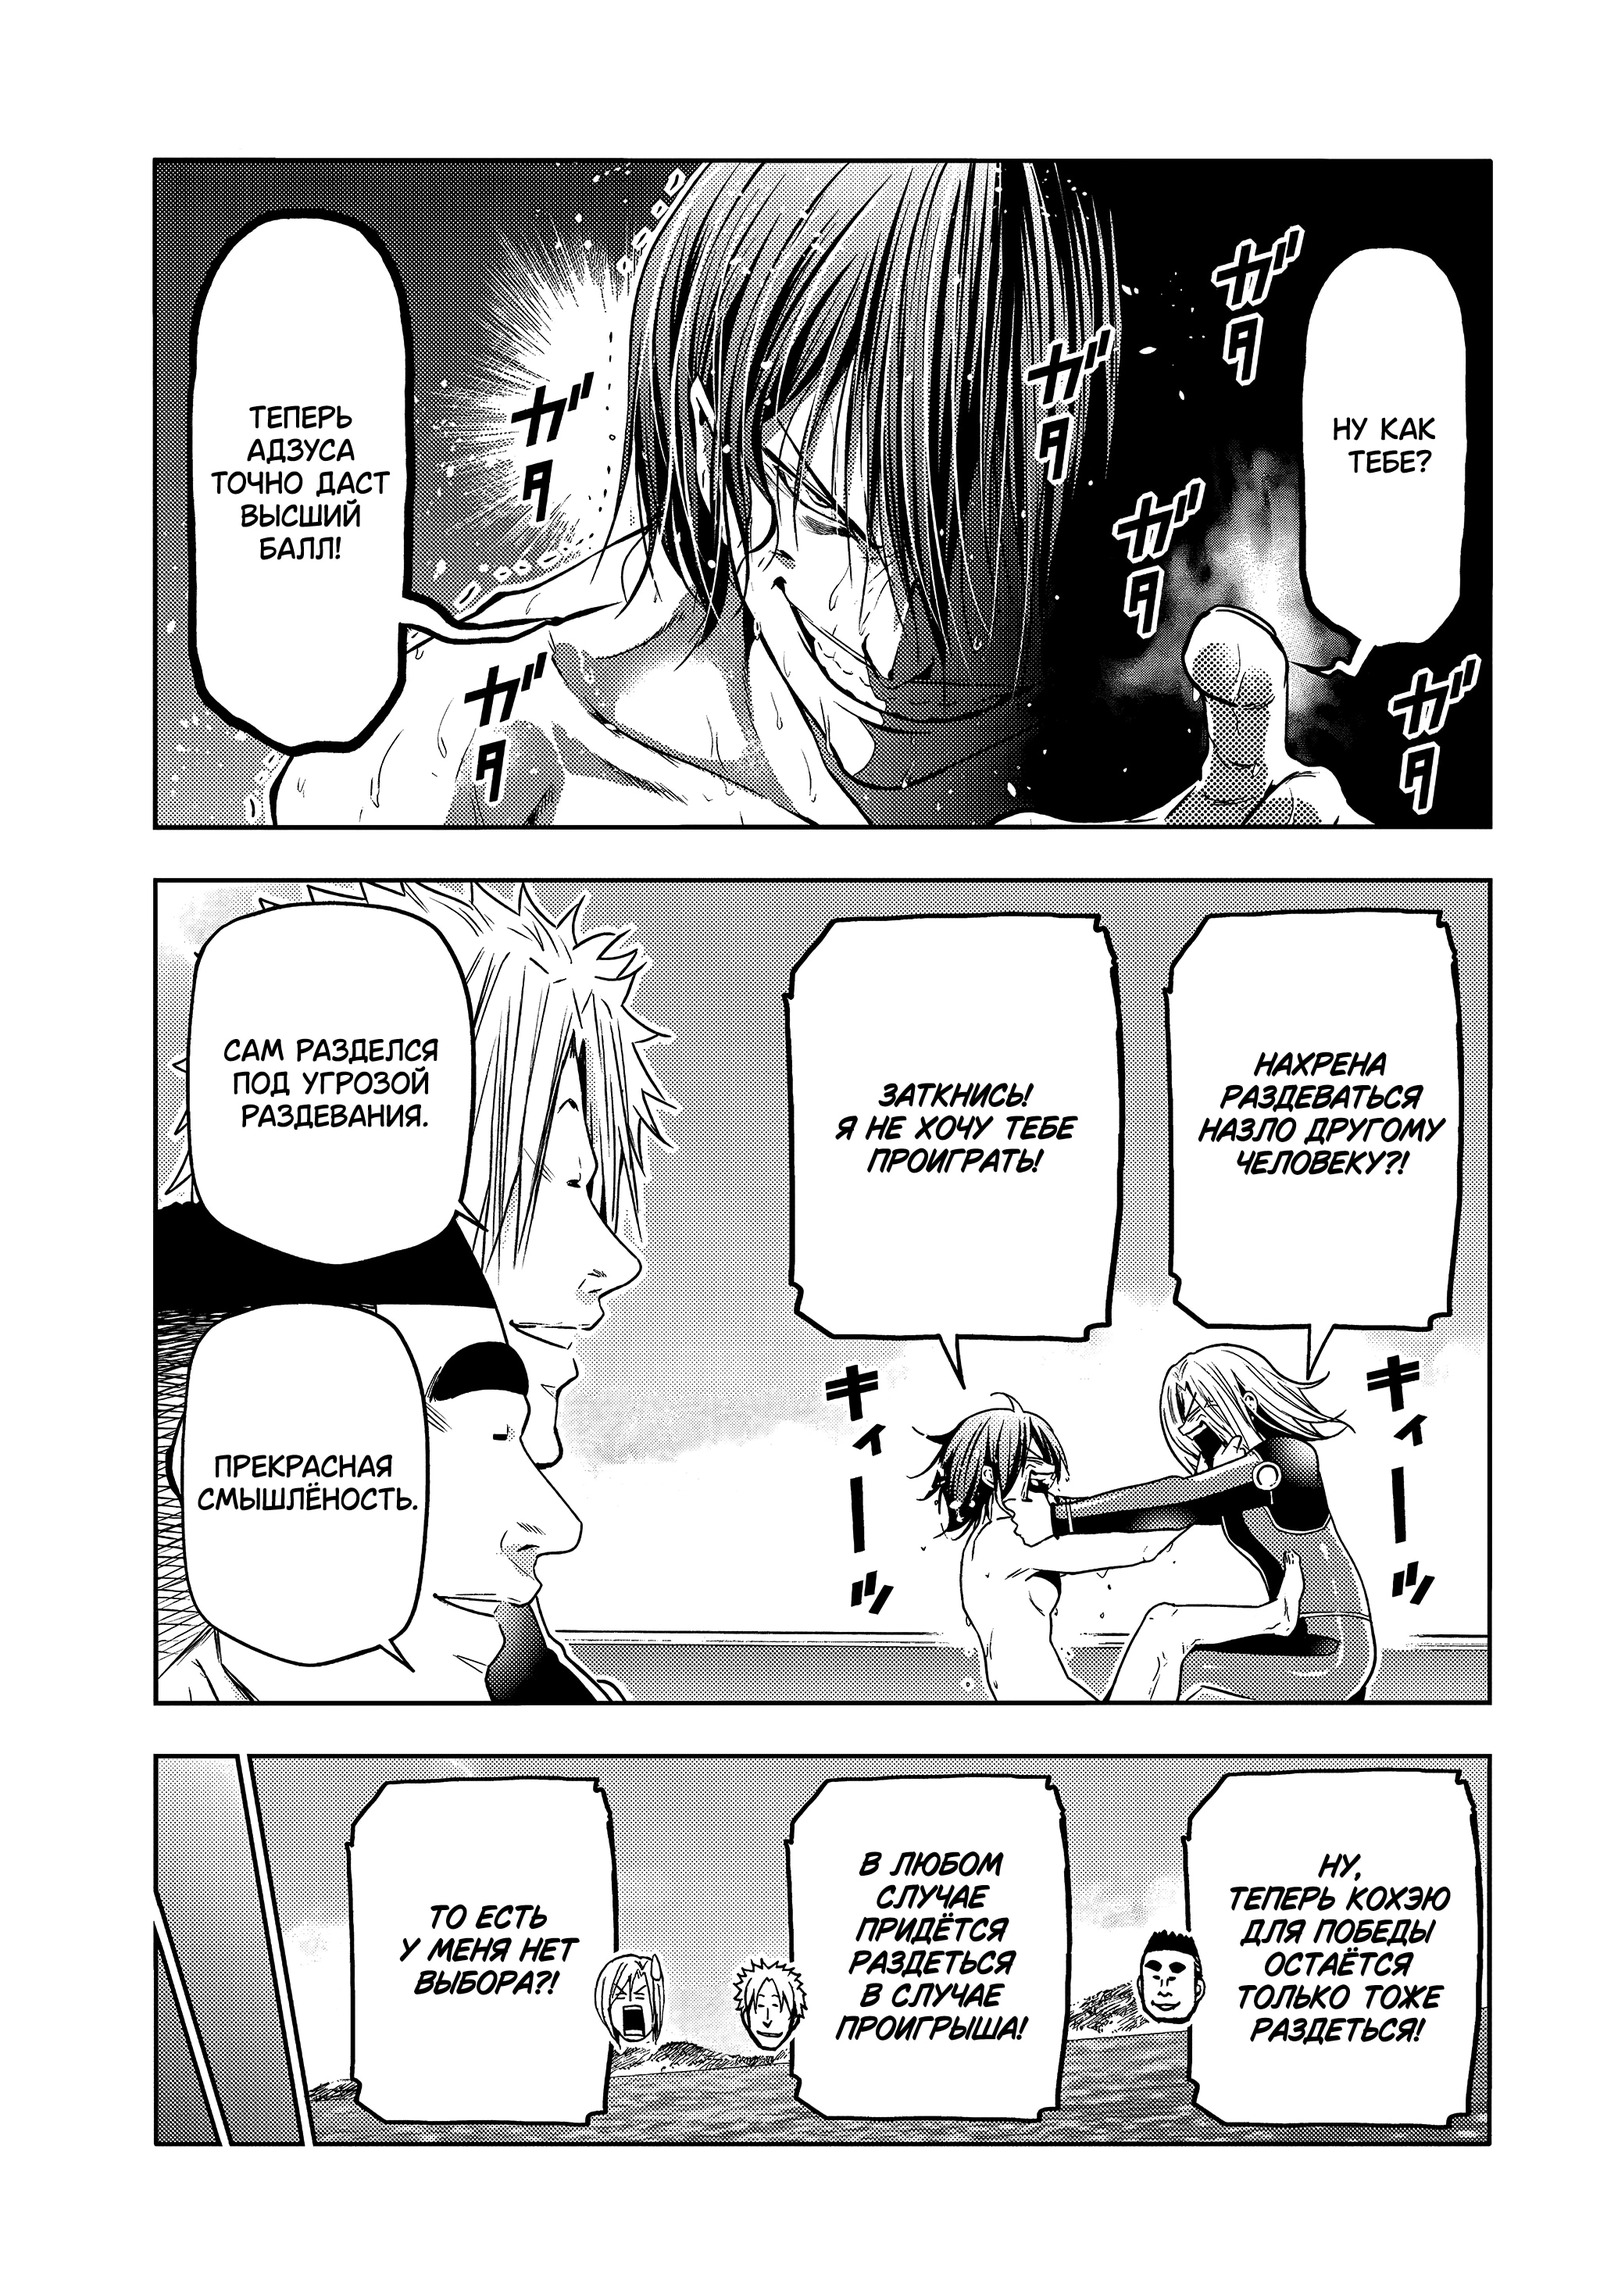 НУ КАК
ТЕБЕ?
ガタ
ガタ
ガタ
ガタ
ガタ
ガタ
ТЕПЕРЬ
АДЗУСА
ТОЧНО ДАСТ
ВЫСШИЙ
БАЛЛ!
НАХРЕНА
РАЗДЕВАТЬСЯ
НАЗЛО ДРУГОМУ
ЧЕЛОВЕКУ?!
ЗАТКНИСЬ!
Я НЕ ХОЧУ ТЕБЕ
ПРОИГРАТЬ!
キィーッ
キィーッ
САМ РАЗДЕЛСЯ
ПОД УГРОЗОЙ
РАЗДЕВАНИЯ.
ПРЕКРАСНАЯ
СМЫШЛЁНОСТЬ.
НУ,
ТЕПЕРЬ КОХЭЮ
ДЛЯ ПОБЕДЫ
ОСТАЁТСЯ
ТОЛЬКО ТОЖЕ
РАЗДЕТЬСЯ!
В ЛЮБОМ
СЛУЧАЕ
ПРИДЁТСЯ
РАЗДЕТЬСЯ
В СЛУЧАЕ
ПРОИГРЫША!
ТО ЕСТЬ
У МЕНЯ НЕТ
ВЫБОРА?!